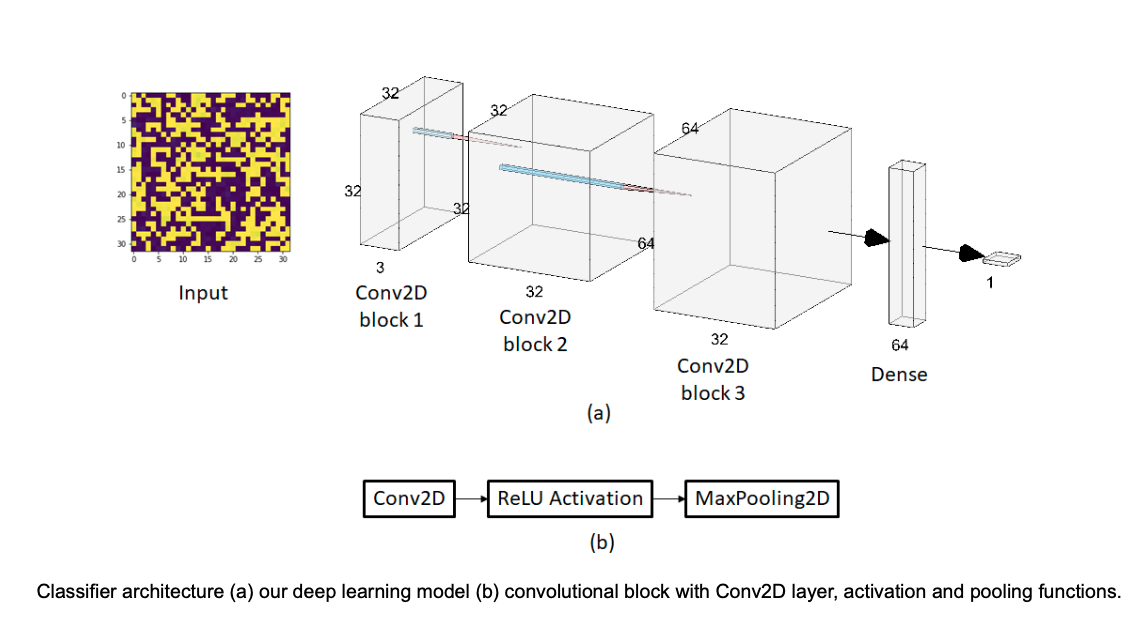 0
5
10
15
20
25
30
0 5 10 15 20 25 30
Input
32
32
3
Conv2D
block 1
32
32
32
Conv2D
block 2
64
64
32
Conv2D
block 3
64
Dense
1
(a)
Conv2D ReLU Activation MaxPooling2D
(b)
Classifier architecture (a) our deep learning model (b) convolutional block with Conv2D layer, activation and pooling functions.